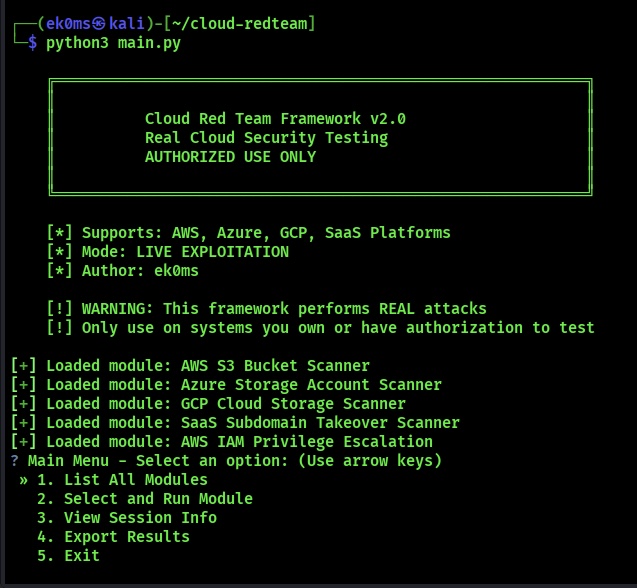 (ek0ms㉿kali)-[~/cloud-redteam]
$ python3 main.py
Cloud Red Team Framework v2.0
Real Cloud Security Testing
AUTHORIZED USE ONLY
[*] Supports: AWS, Azure, GCP, SaaS Platforms
[*] Mode: LIVE EXPLOITATION
[*] Author: ek0ms
[!] WARNING: This framework performs REAL attacks
[!] Only use on systems you own or have authorization to test
[+] Loaded module: AWS S3 Bucket Scanner
[+] Loaded module: Azure Storage Account Scanner
[+] Loaded module: GCP Cloud Storage Scanner
[+] Loaded module: SaaS Subdomain Takeover Scanner
[+] Loaded module: AWS IAM Privilege Escalation
? Main Menu - Select an option: (Use arrow keys)
» 1. List All Modules
2. Select and Run Module
3. View Session Info
4. Export Results
5. Exit